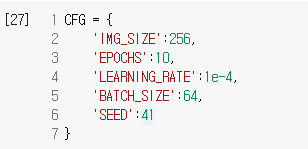 [27] 1 CFG = {
2 'IMG_SIZE':256,
3 'EPOCHS':10,
4 'LEARNING_RATE':1e-4,
5 'BATCH_SIZE':64,
6 'SEED':41
7 }